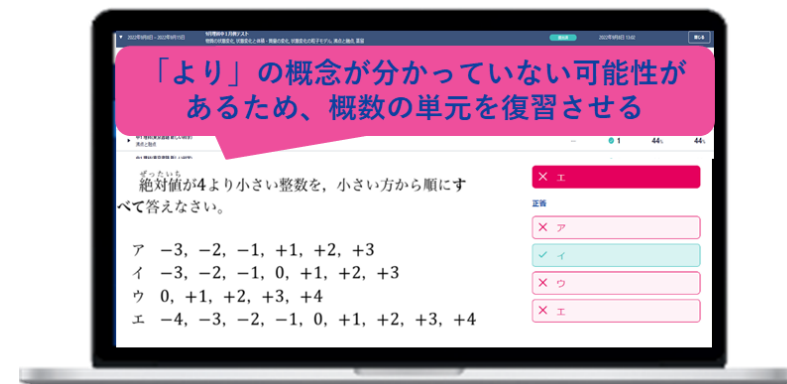 「より」の概念が分かっていない可能性が
あるため、概数の単元を復習させる
1 44% 44%
ぜったいち
絶対値が4より小さい整数を，小さい方から順にす
べて答えなさい。
ア −3, −2, −1, +1, +2, +3
イ −3, −2, −1, 0, +1, +2, +3
ウ 0, +1, +2, +3, +4
エ −4, −3, −2, −1, 0, +1, +2, +3, +4
× エ
正答
× ア
✓ イ
× ウ
× エ